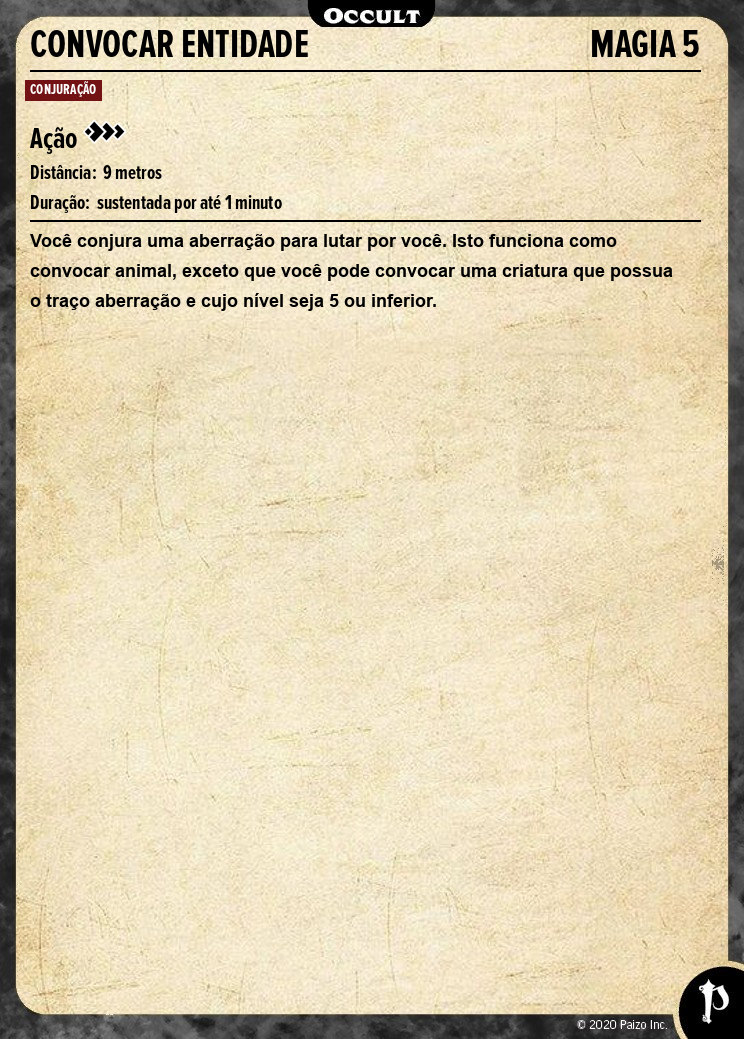 OCCULT
CONVOCAR ENTIDADE MAGIA 5
CONJURAÇÃO
Ação
Distância: 9 metros
Duração: sustentada por até 1 minuto
Você conjura uma aberração para lutar por você. Isto funciona como
convocar animal, exceto que você pode convocar uma criatura que possua
o traço aberração e cujo nível seja 5 ou inferior.
© 2020 Paizo Inc.
P